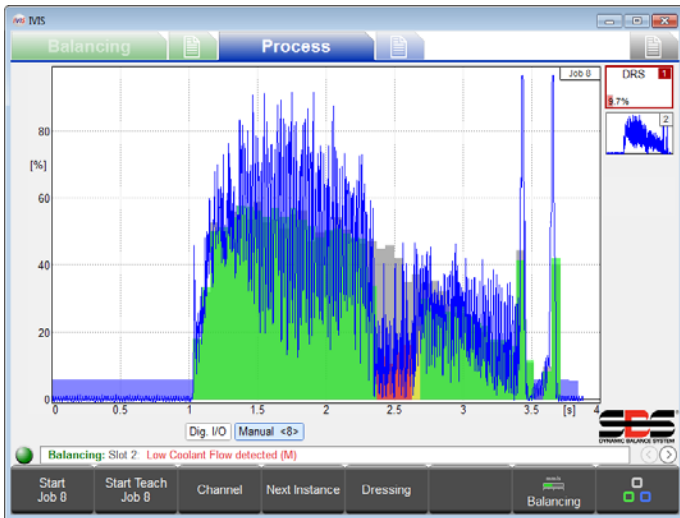 IVIS IVIS
Balancing
Process
Job 8
DRS 1
9.7%
2
80
[%]
60
40
20
0
0 0.5 1 1.5 2 2.5 3 3.5 [s] 4
Dig. I/O Manual <8>
SBS
DYNAMIC BALANCE SYSTEM
Balancing: Slot 2: Low Coolant Flow detected (M)
Start Job 8
Start Teach Job 8
Channel
Next Instance
Dressing
Balancing